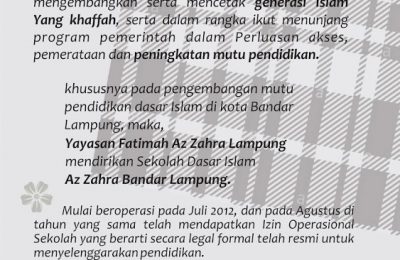 mengembangkan serta mencetak generasi Islam
Yang khaffah, serta dalam rangka ikut menunjang
program pemerintah dalam Perluasan akses,
pemerataan dan peningkatan mutu pendidikan.
khususnya pada pengembangan mutu
pendidikan dasar Islam di kota Bandar
Lampung, maka,
Yayasan Fatimah Az Zahra Lampung
mendirikan Sekolah Dasar Islam
Az Zahra Bandar Lampung.
Mulai beroperasi pada Juli 2012, dan pada Agustus di
tahun yang sama telah mendapatkan Izin Operasional
Sekolah yang berarti secara legal formal telah resmi untuk
menyelenggarakan pendidikan.